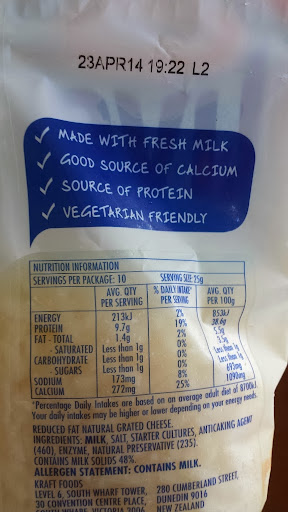 23APR14 19:22 L2
✓ MADE WITH FRESH MILK
✓ GOOD SOURCE OF CALCIUM
✓ SOURCE OF PROTEIN
✓ VEGETARIAN FRIENDLY
NUTRITION INFORMATION
SERVINGS PER PACKAGE: 10 SERVING SIZE: 25g
AVG. QTY PER SERVING % DAILY INTAKE* PER SERVING AVG. QTY PER 100g
ENERGY 213kJ 2% 853kJ
PROTEIN 9.7g 19% 38.6g
FAT - TOTAL 1.4g 2% 5.5g
- SATURATED Less than 1g 0% 3.5g
CARBOHYDRATE Less than 1g 0% Less than 1g
- SUGARS Less than 1g 0% Less than 1g
SODIUM 173mg 8% 693mg
CALCIUM 272mg 25% 1090mg
*Percentage Daily Intakes are based on an average adult diet of 8700kJ.
Your daily intakes may be higher or lower depending on your energy needs.
REDUCED FAT NATURAL GRATED CHEESE.
INGREDIENTS: MILK, SALT, STARTER CULTURES, ANTICAKING AGENT
(460), ENZYME, NATURAL PRESERVATIVE (235).
CONTAINS MILK SOLIDS 48%.
ALLERGEN STATEMENT: CONTAINS MILK.
KRAFT FOODS
LEVEL 6, SOUTH WHARF TOWER, 280 CUMBERLAND STREET,
30 CONVENTION CENTRE PLACE, DUNEDIN 9016
SOUTH WHARF, VICTORIA 3006 NEW ZEALAND